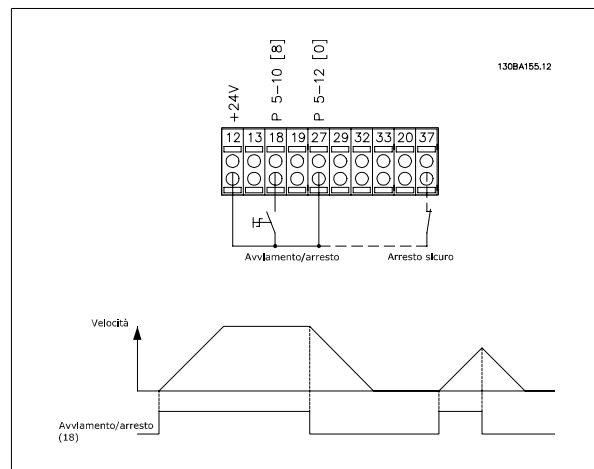 130BA155.12
+24V
P 5-10 [8]
P 5-12 [0]
12 13 18 19 27 29 32 33 20 37
Avviamento/arresto
Arresto sicuro
Velocità
Avviamento/arresto
(18)